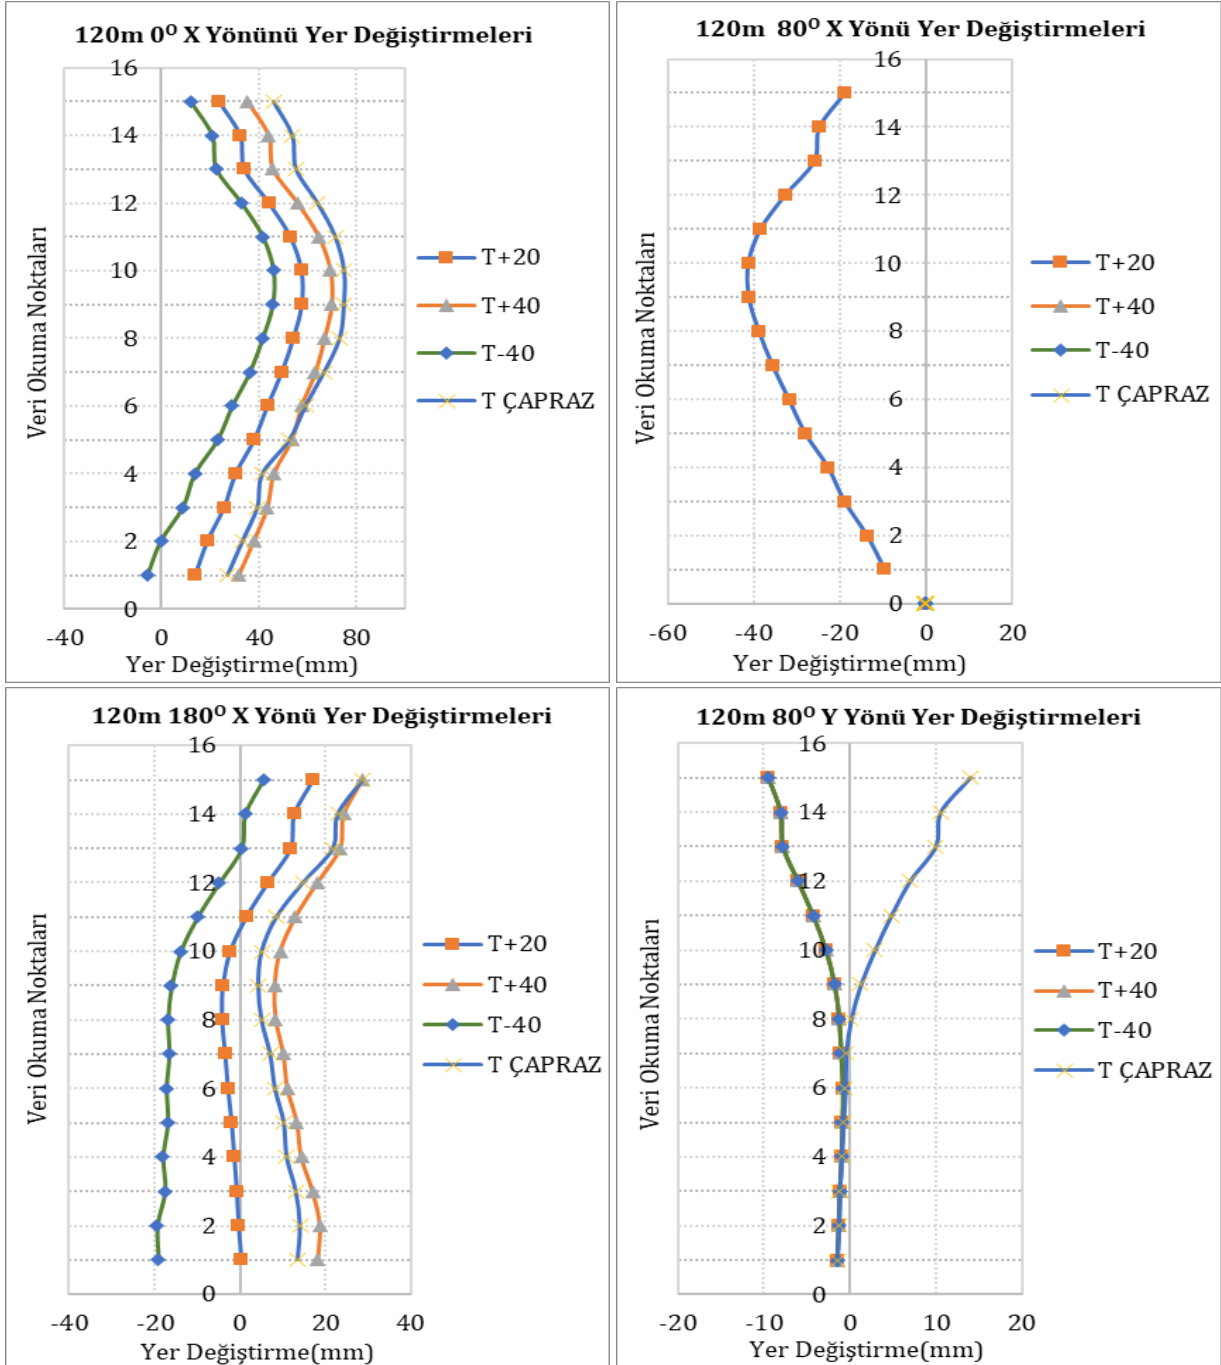 120m 0⁰ X Yönünü Yer Değiştirmeleri
16
14
12
10
8
6
4
2
0
-40
0
40
80
Veri Okuma Noktaları
Yer Değiştirme(mm)
T+20
T+40
T-40
T ÇAPRAZ
120m 80⁰ X Yönü Yer Değiştirmeleri
16
14
12
10
8
6
4
2
0
-60
-40
-20
0
20
Veri Okuma Noktaları
Yer Değiştirme(mm)
T+20
T+40
T-40
T ÇAPRAZ
120m 180⁰ X Yönü Yer Değiştirmeleri
16
14
12
10
8
6
4
2
0
-40
-20
0
20
40
Veri Okuma Noktaları
Yer Değiştirme(mm)
T+20
T+40
T-40
T ÇAPRAZ
120m 80⁰ Y Yönü Yer Değiştirmeleri
16
14
12
10
8
6
4
2
0
-20
-10
0
10
20
Veri Okuma Noktaları
Yer Değiştirme(mm)
T+20
T+40
T-40
T ÇAPRAZ